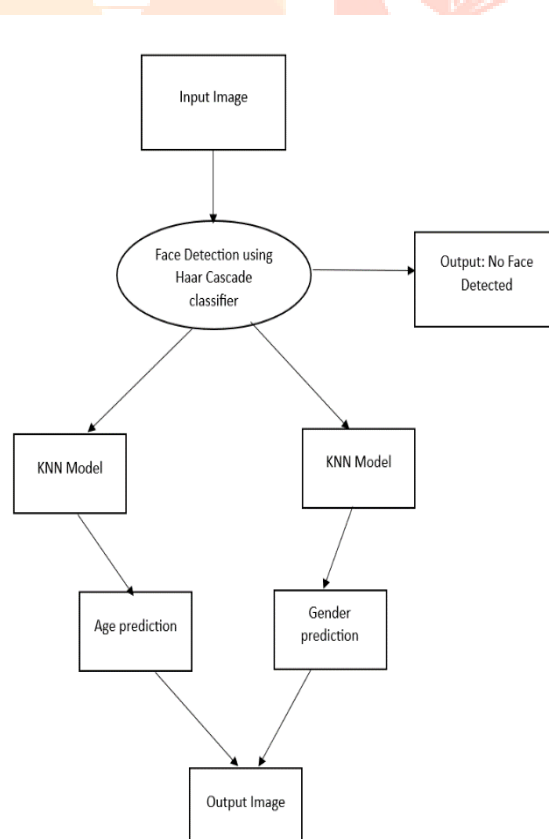 Input Image
Face Detection using
Haar Cascade
classifier
Output: No Face
Detected
KNN Model
KNN Model
Age prediction
Gender
prediction
Output Image